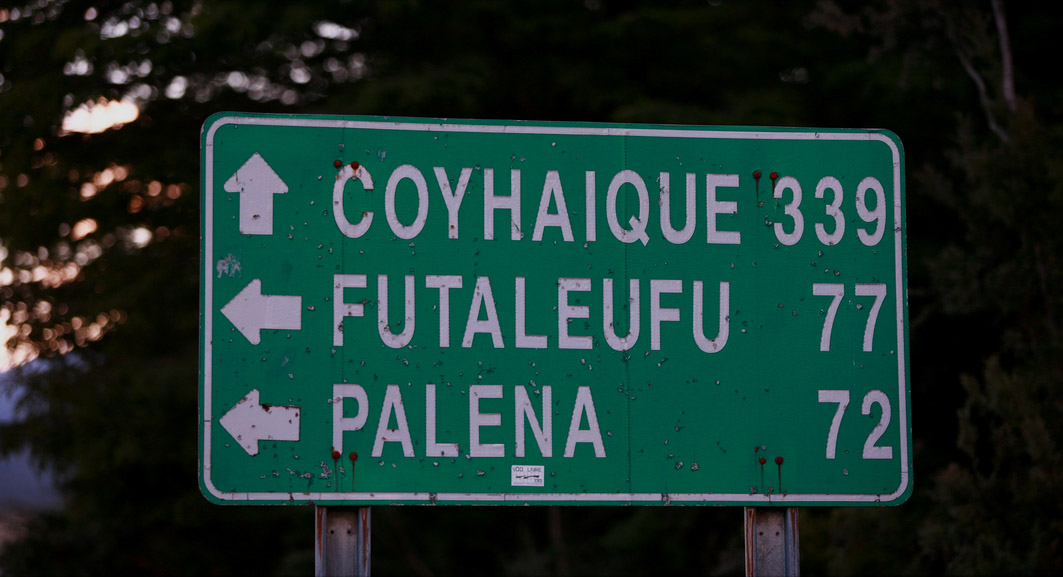 COYHAIQUE 339
FUTALEUFU 77
PALENA 72